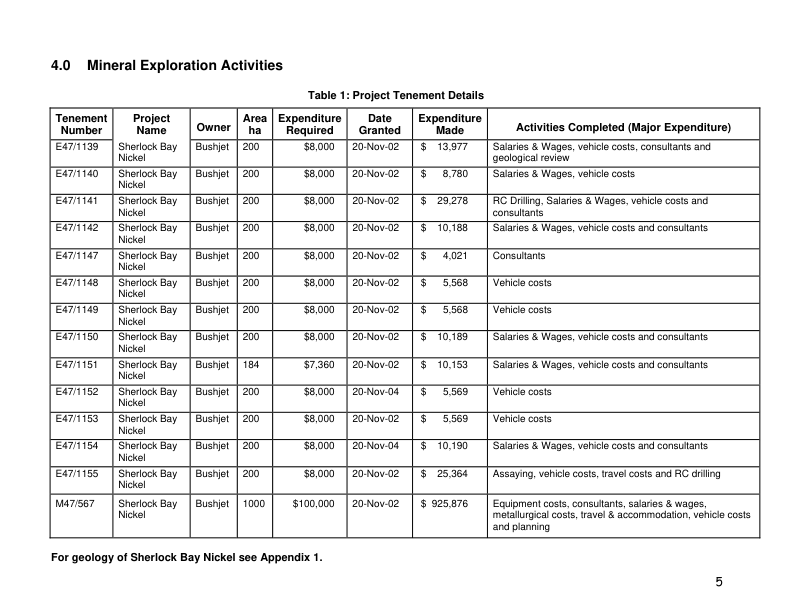 4.0 Mineral Exploration Activities
Table 1: Project Tenement Details
Tenement Number Project Name Owner Area ha Expenditure Required Date Granted Expenditure Made Activities Completed (Major Expenditure)
E47/1139 Sherlock Bay Bushjet 200 $8,000 20-Nov-02 $ 13,977 Salaries & Wages, vehicle costs, consultants and
Nickel geological review
E47/1140 Sherlock Bay Bushjet 200 $8,000 20-Nov-02 $ 8,780 Salaries & Wages, vehicle costs
Nickel
E47/1141 Sherlock Bay Bushjet 200 $8,000 20-Nov-02 $ 29,278 RC Drilling, Salaries & Wages, vehicle costs and
Nickel consultants
E47/1142 Sherlock Bay Bushjet 200 $8,000 20-Nov-02 $ 10,188 Salaries & Wages, vehicle costs and consultants
Nickel
E47/1147 Sherlock Bay Bushjet 200 $8,000 20-Nov-02 $ 4,021 Consultants
Nickel
E47/1148 Sherlock Bay Bushjet 200 $8,000 20-Nov-02 $ 5,568 Vehicle costs
Nickel
E47/1149 Sherlock Bay Bushjet 200 $8,000 20-Nov-02 $ 5,568 Vehicle costs
Nickel
E47/1150 Sherlock Bay Bushjet 200 $8,000 20-Nov-02 $ 10,189 Salaries & Wages, vehicle costs and consultants
Nickel
E47/1151 Sherlock Bay Bushjet 184 $7,360 20-Nov-02 $ 10,153 Salaries & Wages, vehicle costs and consultants
Nickel
E47/1152 Sherlock Bay Bushjet 200 $8,000 20-Nov-04 $ 5,569 Vehicle costs
Nickel
E47/1153 Sherlock Bay Bushjet 200 $8,000 20-Nov-02 $ 5,569 Vehicle costs
Nickel
E47/1154 Sherlock Bay Bushjet 200 $8,000 20-Nov-04 $ 10,190 Salaries & Wages, vehicle costs and consultants
Nickel
E47/1155 Sherlock Bay Bushjet 200 $8,000 20-Nov-02 $ 25,364 Assaying, vehicle costs, travel costs and RC drilling
Nickel
M47/567 Sherlock Bay Bushjet 1000 $100,000 20-Nov-02 $ 925,876 Equipment costs, consultants, salaries & wages,
Nickel metallurgical costs, travel & accommodation, vehicle costs
and planning
For geology of Sherlock Bay Nickel see Appendix 1.
5